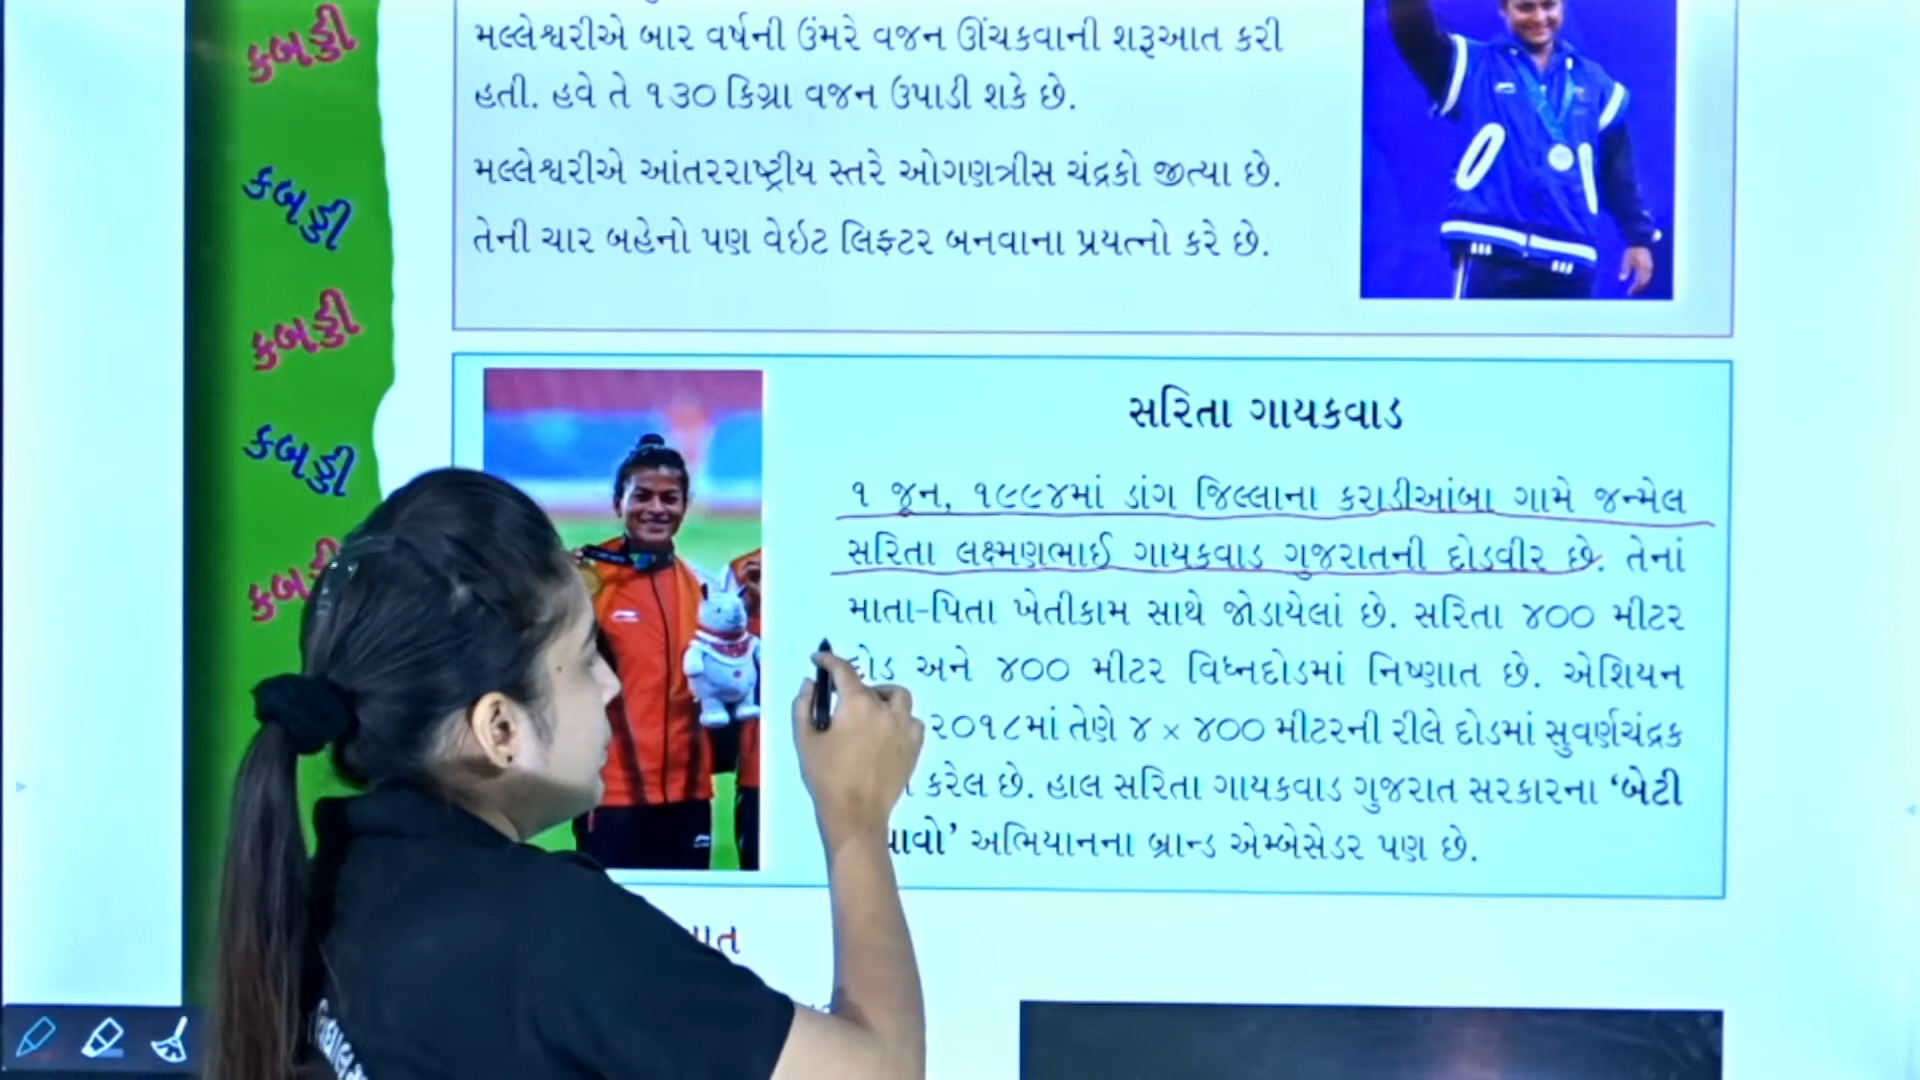 કબડ્ડી
કબડ્ડી
કબડ્ડી
કબડ્ડી
મલ્લેશ્વરીએ બાર વર્ષની ઉંમરે વજન ઊંચકવાની શરૂઆત કરી
હતી. હવે તે ૧૩૦ કિગ્રા વજન ઉપાડી શકે છે.
મલ્લેશ્વરીએ આંતરરાષ્ટ્રીય સ્તરે ઓગણત્રીસ ચંદ્રકો જીત્યા છે.
તેની ચાર બહેનો પણ વેઇટ લિફ્ટર બનવાના પ્રયત્નો કરે છે.
સરિતા ગાયકવાડ
૧ જૂન, ૧૯૯૪માં ડાંગ જિલ્લાના કરાડીઆંબા ગામે જન્મેલ
સરિતા લક્ષ્મણભાઈ ગાયકવાડ ગુજરાતની દોડવીર છે. તેનાં
માતા-પિતા ખેતીકામ સાથે જોડાયેલાં છે. સરિતા ૪૦૦ મીટર
દોડ અને ૪૦૦ મીટર વિઘ્નદોડમાં નિષ્ણાત છે. એશિયન
૨૦૧૮માં તેણે ૪ × ૪૦૦ મીટરની રીલે દોડમાં સુવર્ણચંદ્રક
કરેલ છે. હાલ સરિતા ગાયકવાડ ગુજરાત સરકારના ‘બેટી
અભિયાનના બ્રાન્ડ એમ્બેસેડર પણ છે.